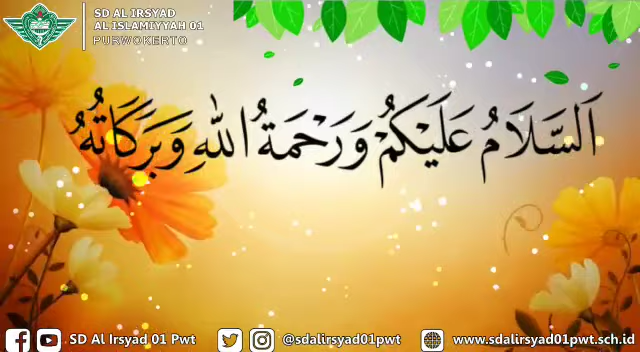 SD AL IRSYAD
AL ISLAMIYYAH 01
PURWOKERTO
اَلسَّلَامُ عَلَيْكُمْ وَرَحْمَةُ اللهِ وَبَرَكَاتُهُ
SD Al Irsyad 01 Pwt
@sdalirsyad01pwt
www.sdalirsyad01pwt.sch.id